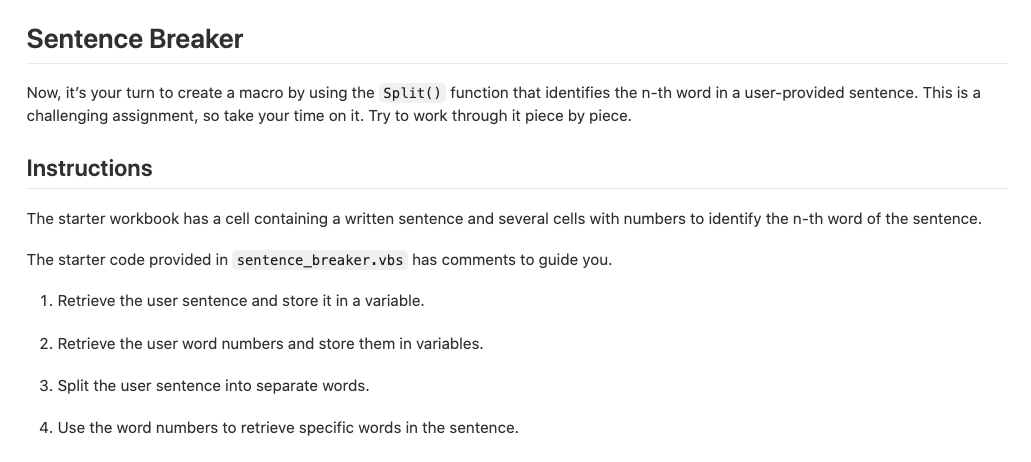 Sentence Breaker
Now, it’s your turn to create a macro by using the Split() function that identifies the n-th word in a user-provided sentence. This is a
challenging assignment, so take your time on it. Try to work through it piece by piece.
Instructions
The starter workbook has a cell containing a written sentence and several cells with numbers to identify the n-th word of the sentence.
The starter code provided in sentence_breaker.vbs has comments to guide you.
1. Retrieve the user sentence and store it in a variable.
2. Retrieve the user word numbers and store them in variables.
3. Split the user sentence into separate words.
4. Use the word numbers to retrieve specific words in the sentence.